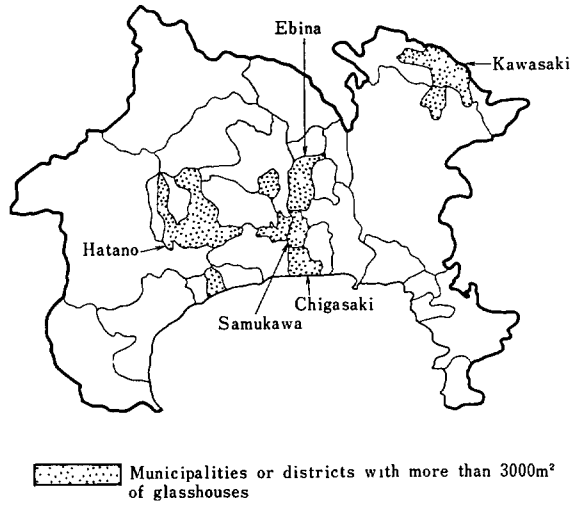 Ebina
Kawasaki
Hatano
Chigasaki
Samukawa
Municipalities or districts with more than 3000m²
of glasshouses